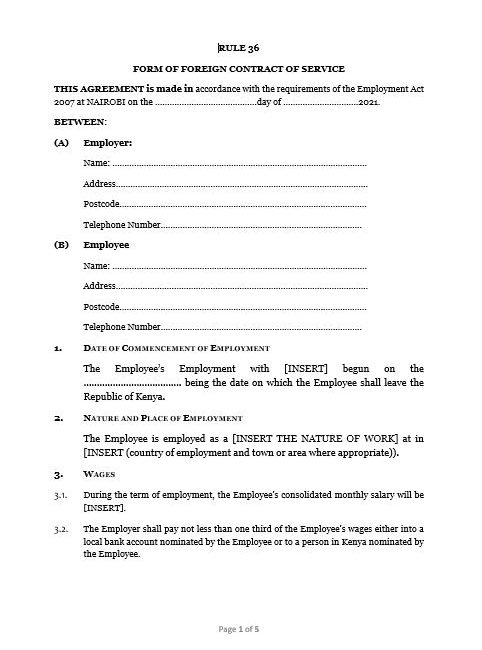 RULE 36
FORM OF FOREIGN CONTRACT OF SERVICE
THIS AGREEMENT is made in accordance with the requirements of the Employment Act
2007 at NAIROBI on the ........................................day of ..............................2021.
BETWEEN:
(A) Employer:
Name: ....................................................................................................
Address..................................................................................................
Postcode.................................................................................................
Telephone Number...............................................................................
(B) Employee
Name: ....................................................................................................
Address..................................................................................................
Postcode.................................................................................................
Telephone Number...............................................................................
1. DATE OF COMMENCEMENT OF EMPLOYMENT
The Employee's Employment with [INSERT] begun on the
.................................. being the date on which the Employee shall leave the
Republic of Kenya.
2. NATURE AND PLACE OF EMPLOYMENT
The Employee is employed as a [INSERT THE NATURE OF WORK] at in
[INSERT (country of employment and town or area where appropriate)).
3. WAGES
3.1. During the term of employment, the Employee's consolidated monthly salary will be
[INSERT].
3.2. The Employer shall pay not less than one third of the Employee's wages either into a
local bank account nominated by the Employee or to a person in Kenya nominated by
the Employee.
Page 1 of 5